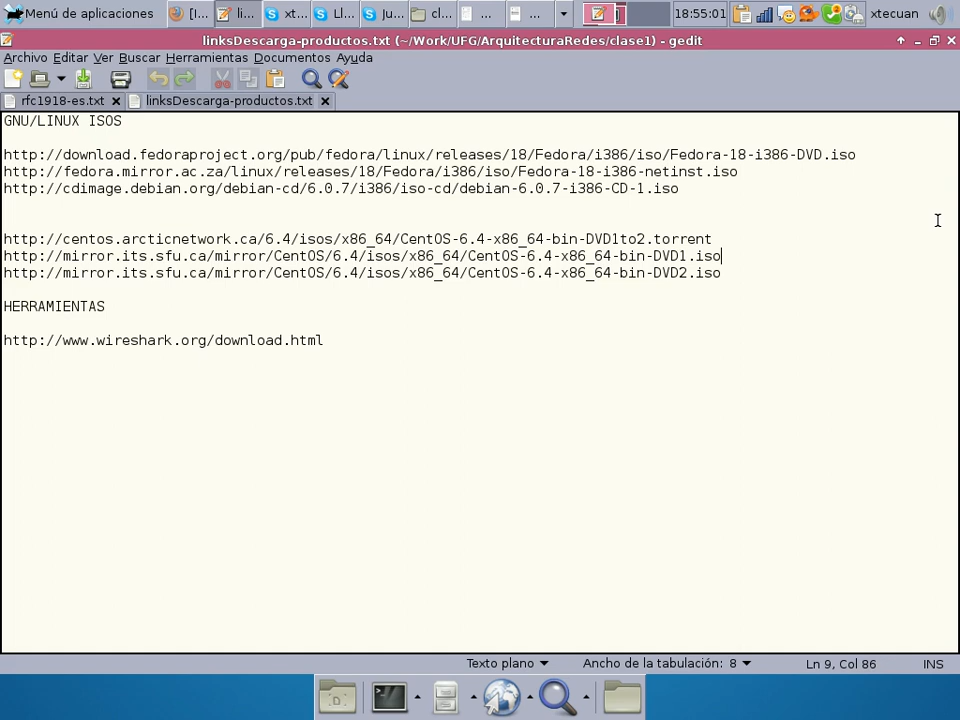 Menú de aplicaciones
[I...
li...
xt...
Ll...
Ju...
cl...
...
...
18:55:01
xtecuan
linksDescarga-productos.txt (~/Work/UFG/ArquitecturaRedes/clase1) - gedit
Archivo Editar Ver Buscar Herramientas Documentos Ayuda
rfc1918-es.txt
linksDescarga-productos.txt
GNU/LINUX ISOS
http://download.fedoraproject.org/pub/fedora/linux/releases/18/Fedora/i386/iso/Fedora-18-i386-DVD.iso
http://fedora.mirror.ac.za/linux/releases/18/Fedora/i386/iso/Fedora-18-i386-netinst.iso
http://cdimage.debian.org/debian-cd/6.0.7/i386/iso-cd/debian-6.0.7-i386-CD-1.iso
http://centos.arcticnetwork.ca/6.4/isos/x86_64/CentOS-6.4-x86_64-bin-DVD1to2.torrent
http://mirror.its.sfu.ca/mirror/CentOS/6.4/isos/x86_64/CentOS-6.4-x86_64-bin-DVD1.iso
http://mirror.its.sfu.ca/mirror/CentOS/6.4/isos/x86_64/CentOS-6.4-x86_64-bin-DVD2.iso
HERRAMIENTAS
http://www.wireshark.org/download.html
Texto plano
Ancho de la tabulación: 8
Ln 9, Col 86
INS